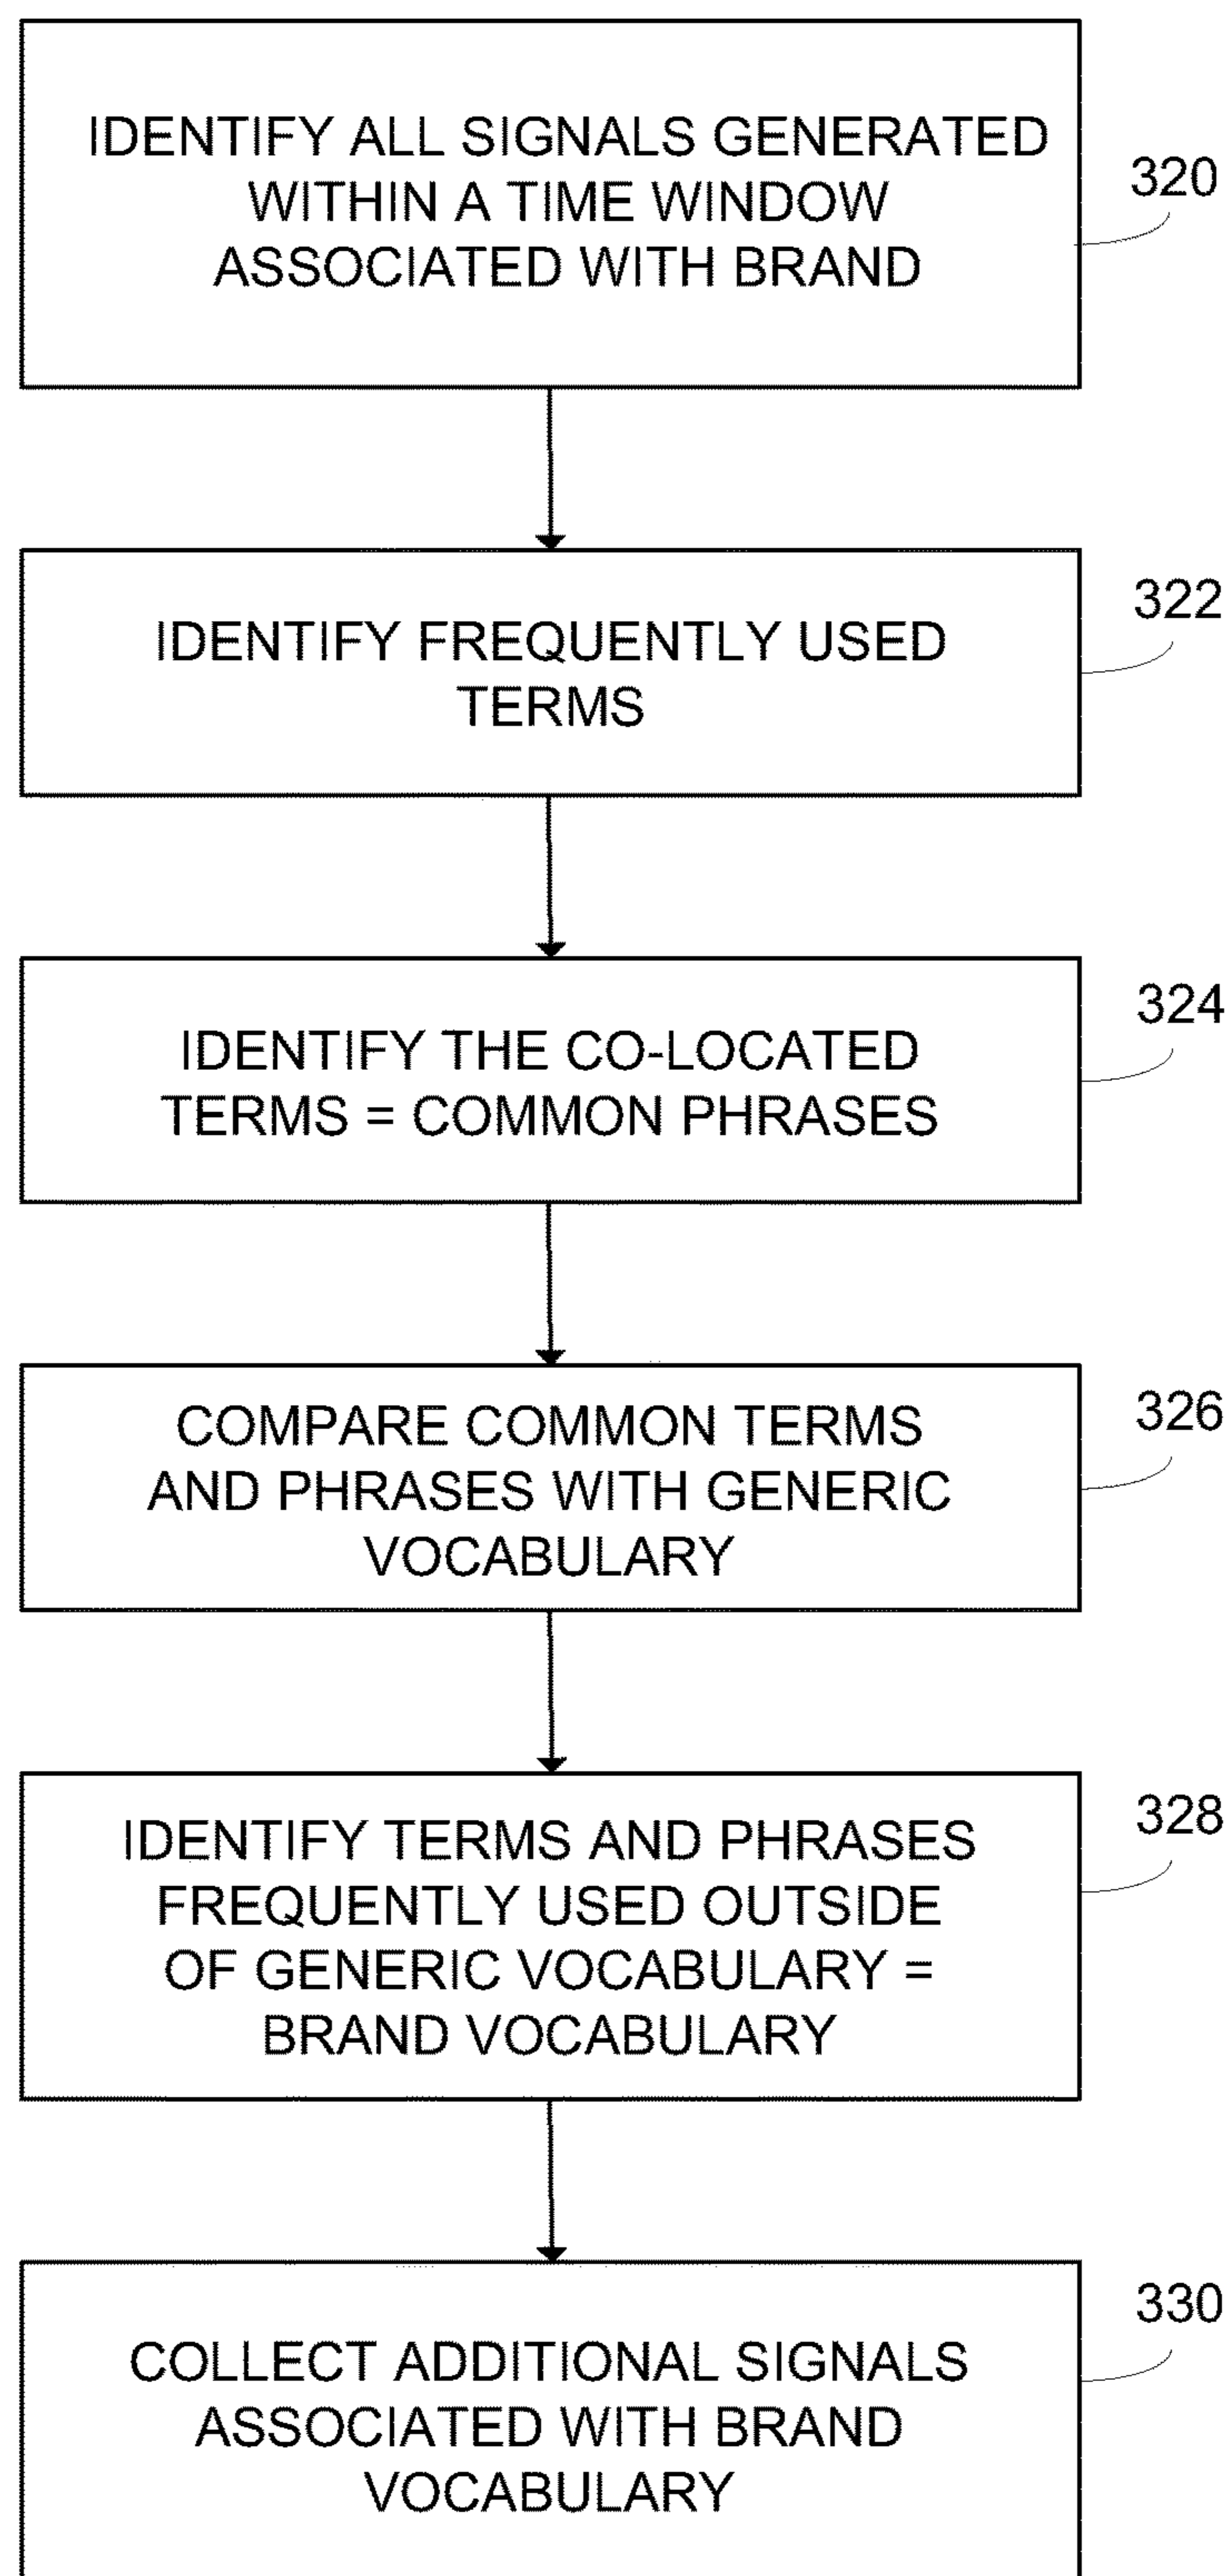 IDENTIFY ALL SIGNALS GENERATED
WITHIN A TIME WINDOW
ASSOCIATED WITH BRAND
320
IDENTIFY FREQUENTLY USED
TERMS
322
IDENTIFY THE CO-LOCATED
TERMS = COMMON PHRASES
324
COMPARE COMMON TERMS
AND PHRASES WITH GENERIC
VOCABULARY
326
IDENTIFY TERMS AND PHRASES
FREQUENTLY USED OUTSIDE
OF GENERIC VOCABULARY =
BRAND VOCABULARY
328
COLLECT ADDITIONAL SIGNALS
ASSOCIATED WITH BRAND
VOCABULARY
330